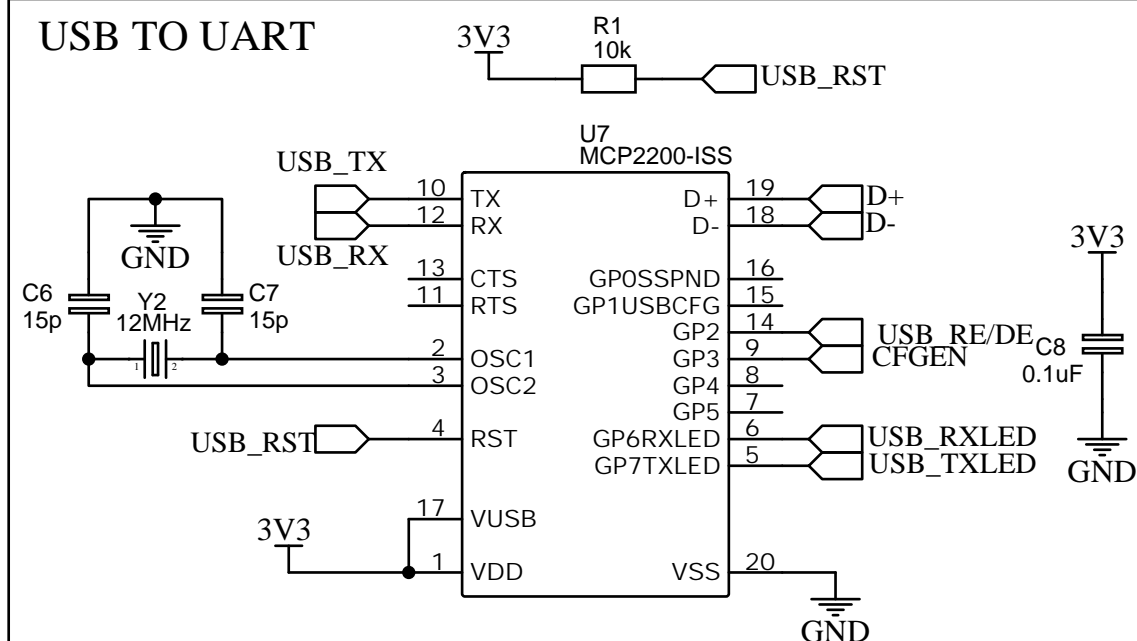 USB TO UART
3V3
R1
10k
USB_RST
U7
MCP2200-ISS
USB_TX
10
TX
D+
19
D+
12
RX
D-
18
D-
USB_RX
GND
3V3
13
CTS
GP0SSPND
16
C6
15p
Y2
12MHz
C7
15p
11
RTS
GP1USBCFG
15
GP2
14
USB_RE/DE
1
2
2
OSC1
GP3
9
CFGEN
C8
0.1uF
3
OSC2
GP4
8
GP5
7
USB_RST
4
RST
GP6RXLED
6
USB_RXLED
GP7TXLED
5
USB_TXLED
GND
17
VUSB
3V3
1
VDD
VSS
20
GND